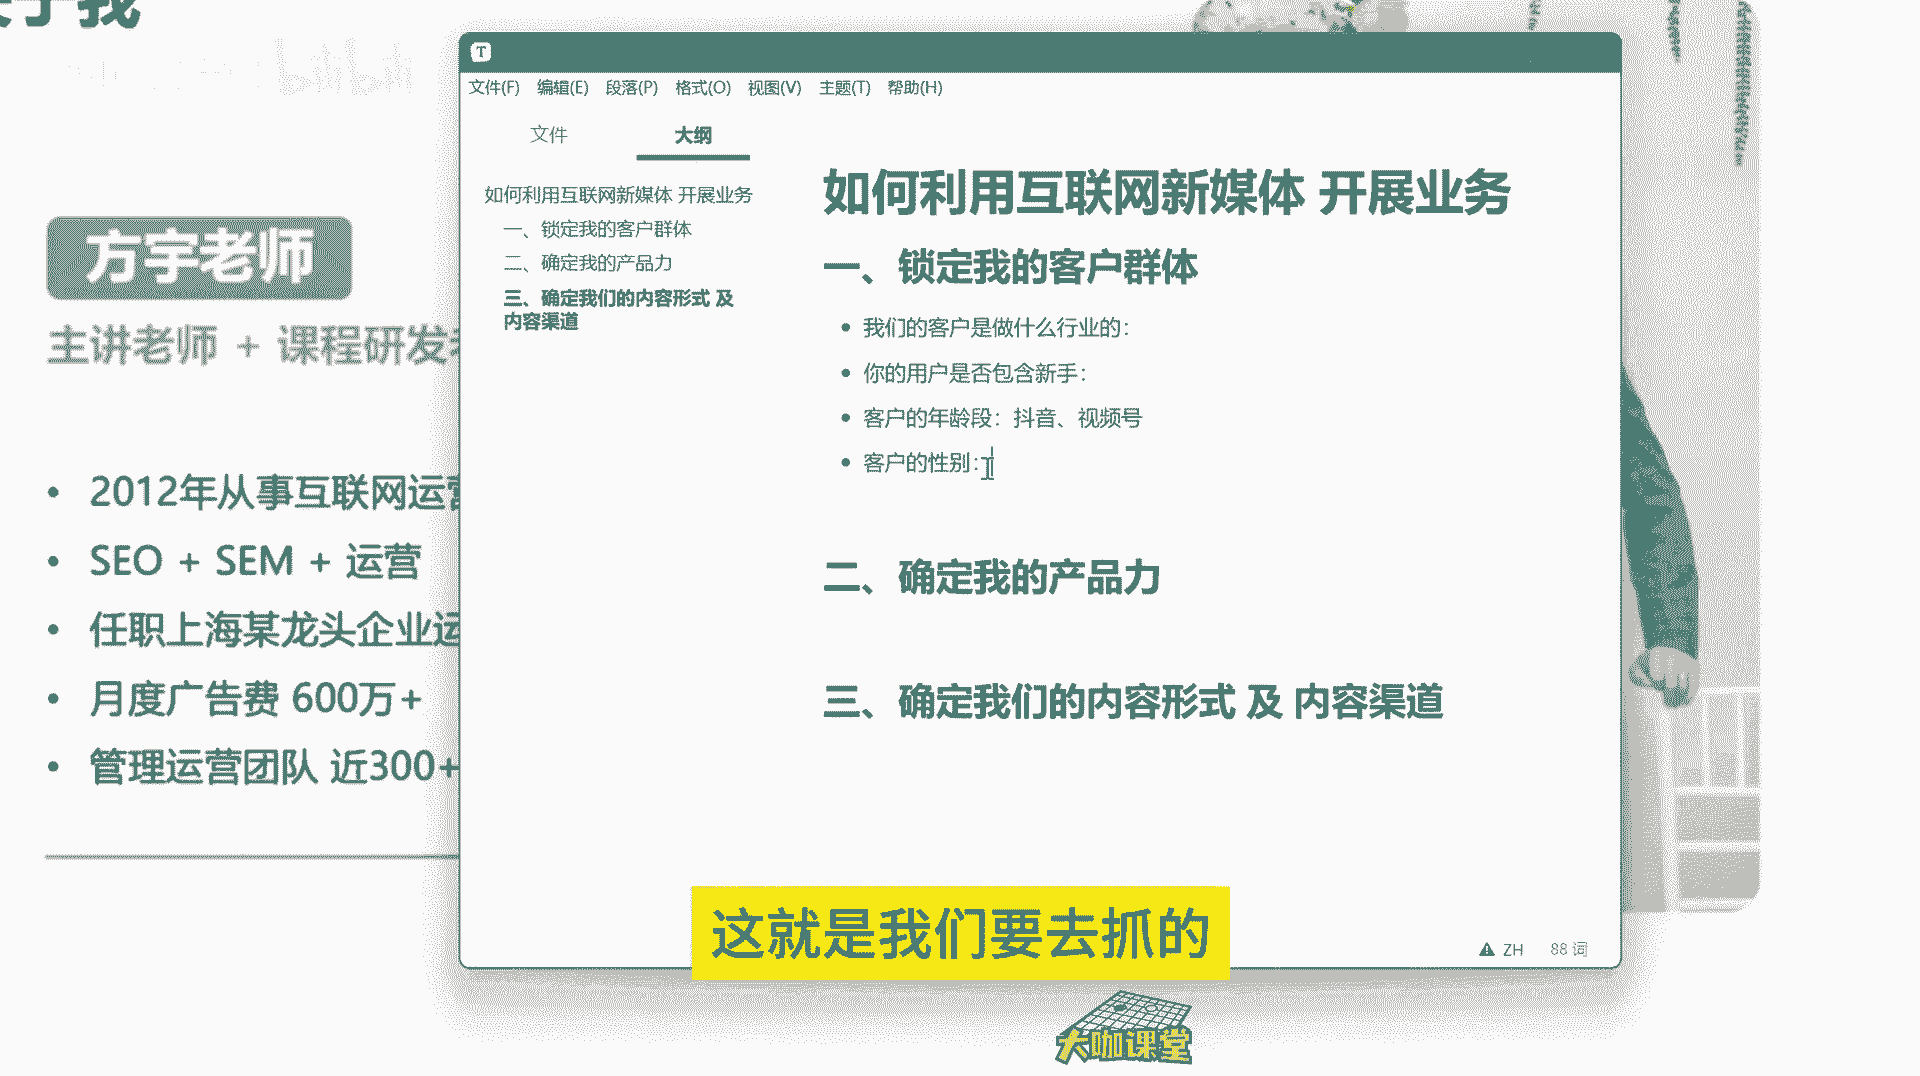 关于我
bilibili
方宇老师
主讲老师 + 课程研发
• 2012年从事互联网运营
• SEO + SEM + 运营
• 任职上海某龙头企业运
• 月度广告费 600万+
• 管理运营团队 近300+
T
文件(F) 编辑(E) 段落(P) 格式(O) 视图(V) 主题(T) 帮助(H)
文件 大纲
如何利用互联网新媒体 开展业务
一、锁定我的客户群体
二、确定我的产品力
三、确定我们的内容形式 及
内容渠道
如何利用互联网新媒体 开展业务
一、锁定我的客户群体
• 我们的客户是做什么行业的：
• 你的用户是否包含新手：
• 客户的年龄段：抖音、视频号
• 客户的性别：
二、确定我的产品力
三、确定我们的内容形式 及 内容渠道
ZH 88 词
这就是我们要去抓的
大咖课堂